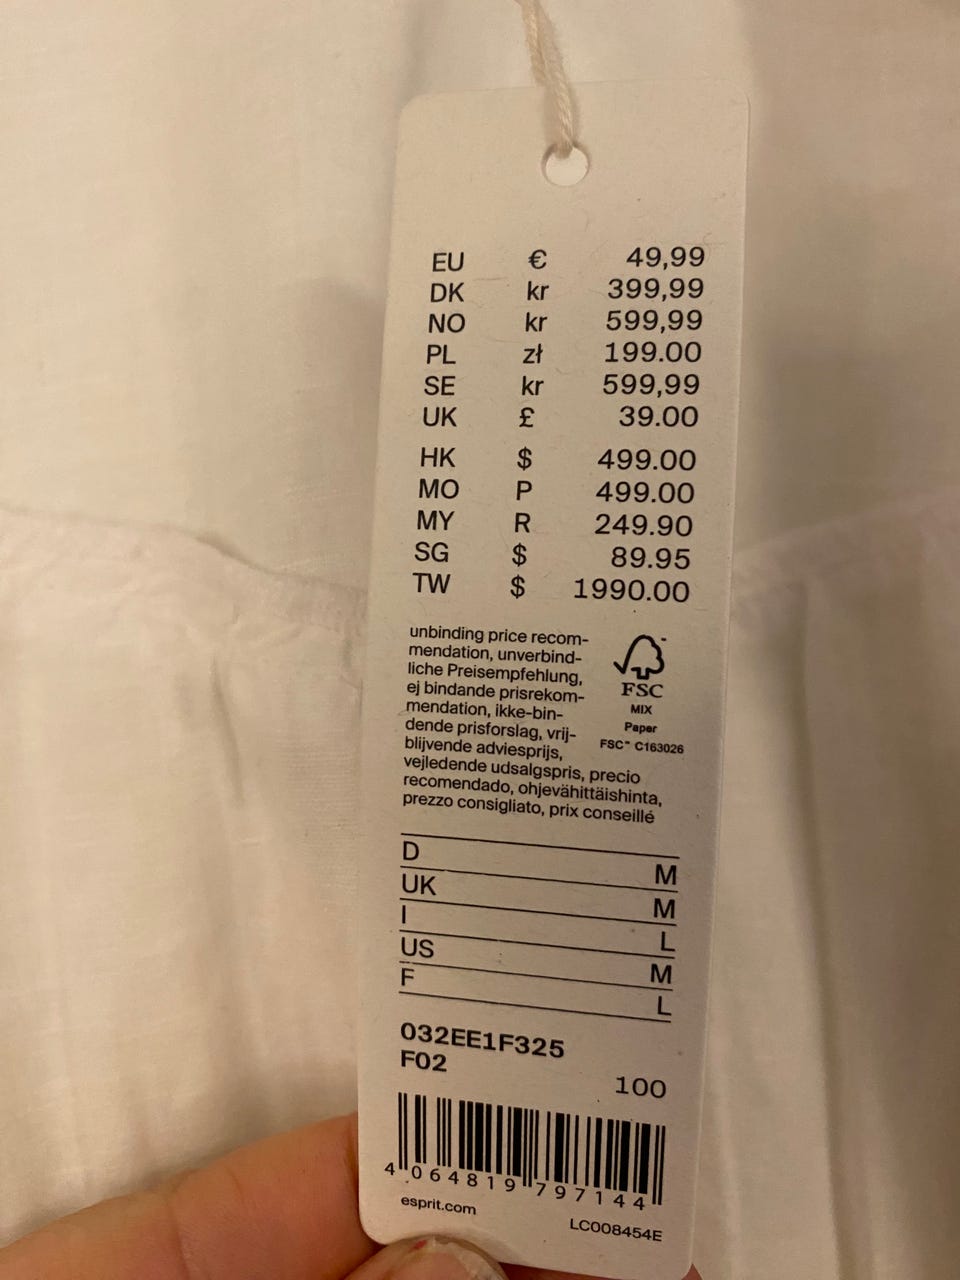 EU € 49,99
DK kr 399,99
NO kr 599,99
PL zł 199.00
SE kr 599,99
UK £ 39.00
HK $ 499.00
MO P 499.00
MY R 249.90
SG $ 89.95
TW $ 1990.00
unbinding price recom-
mendation, unverbind-
liche Preisempfehlung,
ej bindande prisrekom-
mendation, ikke-bin-
dende prisforslag, vrij-
blijvende adviesprijs,
vejledende udsalgspris, precio
recomendado, ohjevähittäishinta,
prezzo consigliato, prix conseillé
FSC
MIX
Paper
FSC™ C163026
D M
UK M
I L
US M
F L
032EE1F325
F02
100
4 064819 797144
esprit.com
LC008454E